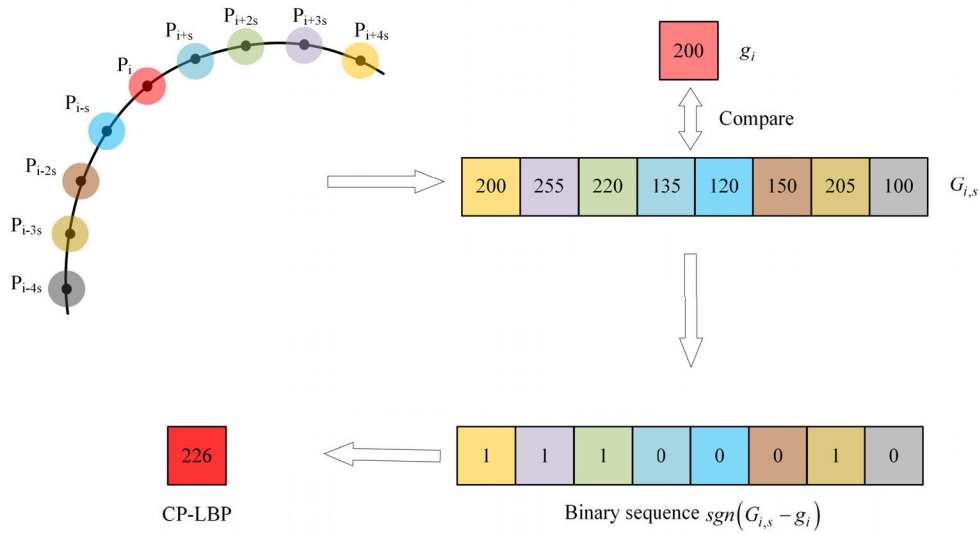 P_{i+s}
P_{i+2s}
P_{i+3s}
P_{i+4s}
P_i
P_{i-s}
P_{i-2s}
P_{i-3s}
P_{i-4s}
200 g_i
Compare
200 255 220 135 120 150 205 100 G_{i,s}
226
1 1 1 0 0 0 1 0
CP-LBP
Binary sequence sgn(G_{i,s} − g_i)